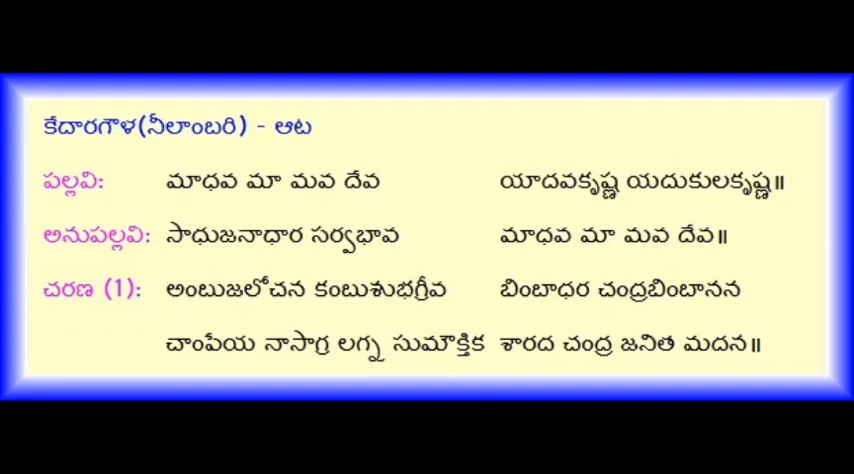 కేదారగౌళ(నీలాంబరి) - ఆట
పల్లవి: మాధవ మా మవ దేవ యాదవకృష్ణ యదుకులకృష్ణ॥
అనుపల్లవి: సాధుజనాధార సర్వభావ మాధవ మా మవ దేవ॥
చరణ (1): అంటుజలోచన కంటుశుభగ్రీవ బింటాధర చంద్రబింటానన
చాంపేయ నాసాగ్ర లగ్న సుమౌక్తిక శారద చంద్ర జనిత మదన॥